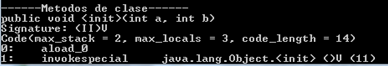 ------Metodos de clase------
public void <init>(int a, int b)
Signature: (II)V
Code(max_stack = 2, max_locals = 3, code_length = 14)
0:    aload_0
1:    invokespecial    java.lang.Object.<init> ()V (11)